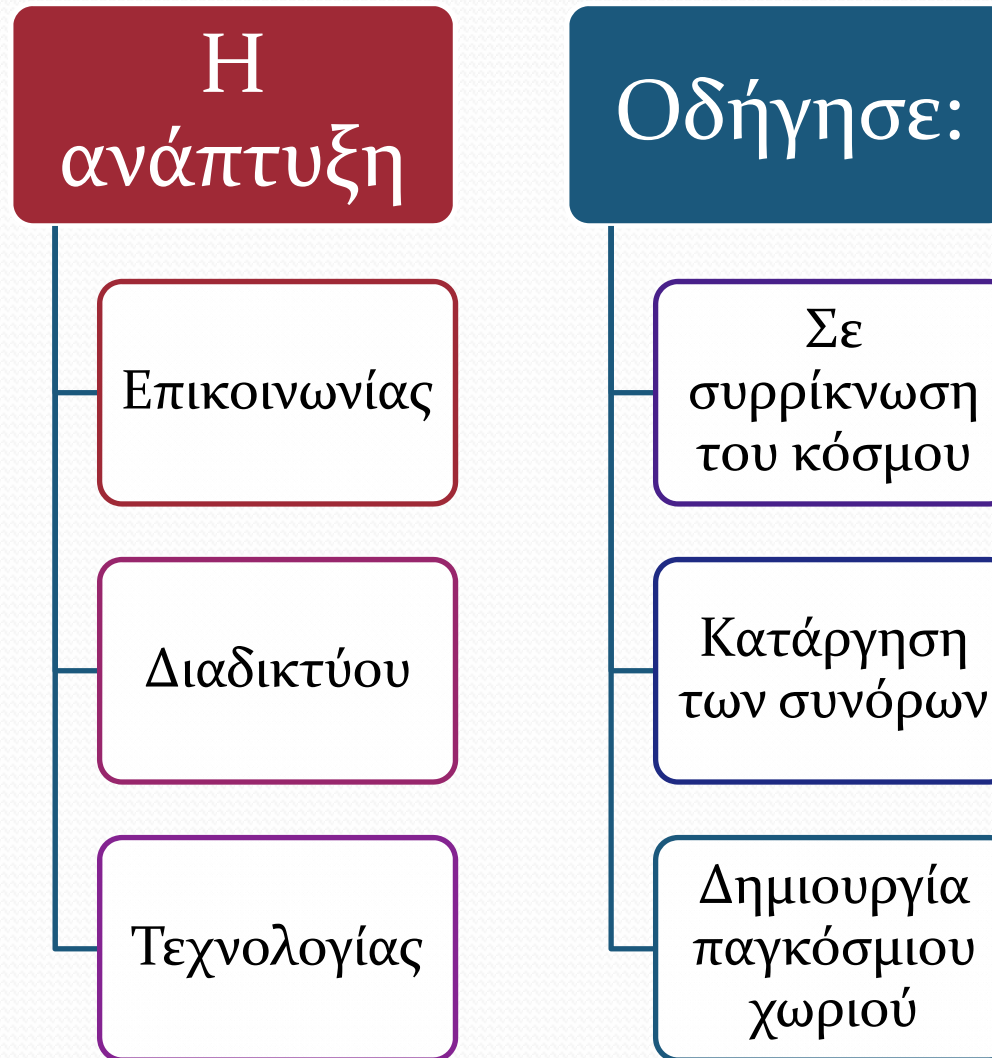 Η
ανάπτυξη
Επικοινωνίας
Διαδικτύου
Τεχνολογίας
Οδήγησε:
Σε
συρρίκνωση
του κόσμου
Κατάργηση
των συνόρων
Δημιουργία
παγκόσμιου
χωριού